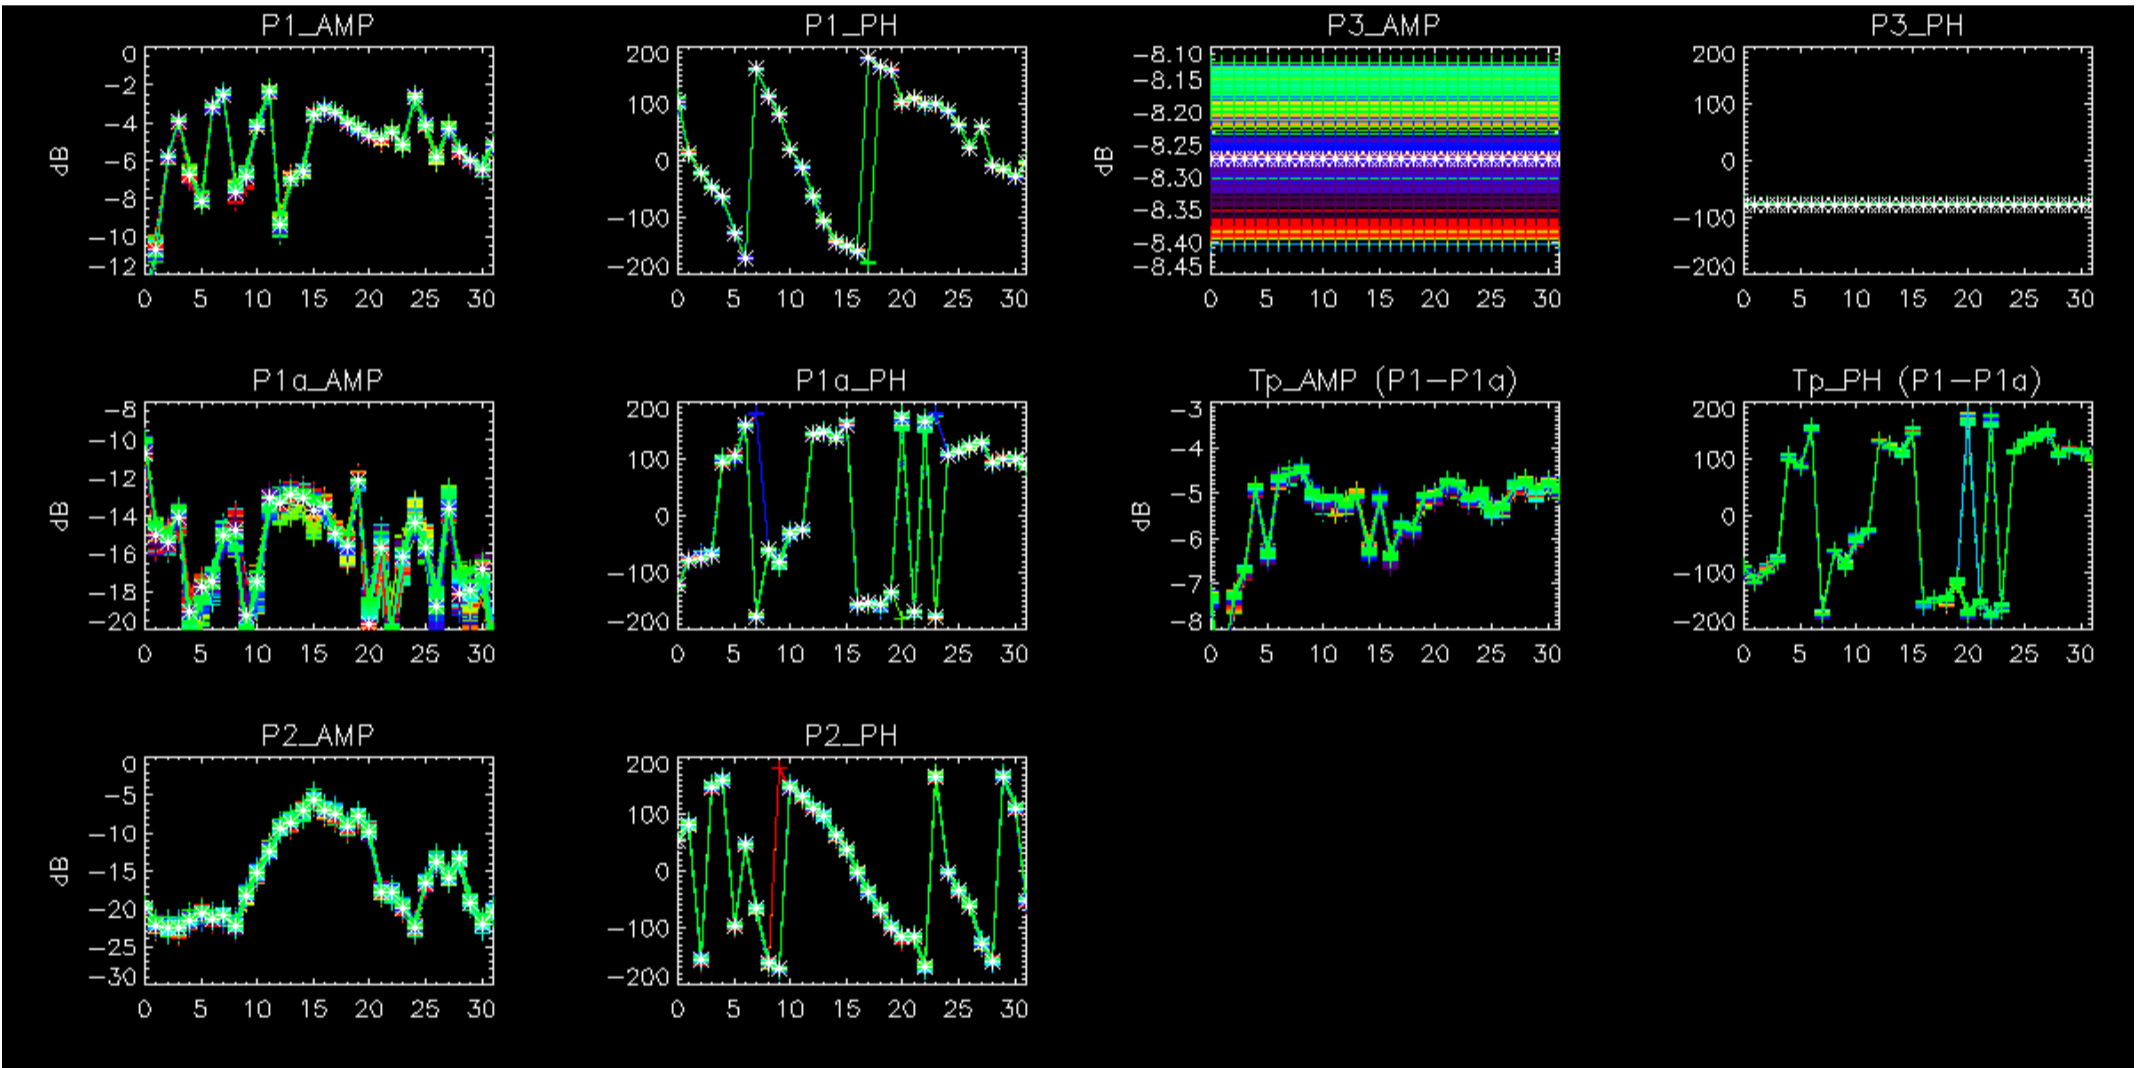 P1_AMP
0
-2
-4
-6
-8
-10
-12
dB
0 5 10 15 20 25 30
P1_PH
200
100
0
-100
-200
0 5 10 15 20 25 30
P3_AMP
-8.10
-8.15
-8.20
-8.25
-8.30
-8.35
-8.40
-8.45
dB
0 5 10 15 20 25 30
P3_PH
200
100
0
-100
-200
0 5 10 15 20 25 30
P1a_AMP
-8
-10
-12
-14
-16
-18
-20
dB
0 5 10 15 20 25 30
P1a_PH
200
100
0
-100
-200
0 5 10 15 20 25 30
Tp_AMP (P1-P1a)
-3
-4
-5
-6
-7
-8
dB
0 5 10 15 20 25 30
Tp_PH (P1-P1a)
200
100
0
-100
-200
0 5 10 15 20 25 30
P2_AMP
0
-5
-10
-15
-20
-25
-30
dB
0 5 10 15 20 25 30
P2_PH
200
100
0
-100
-200
0 5 10 15 20 25 30